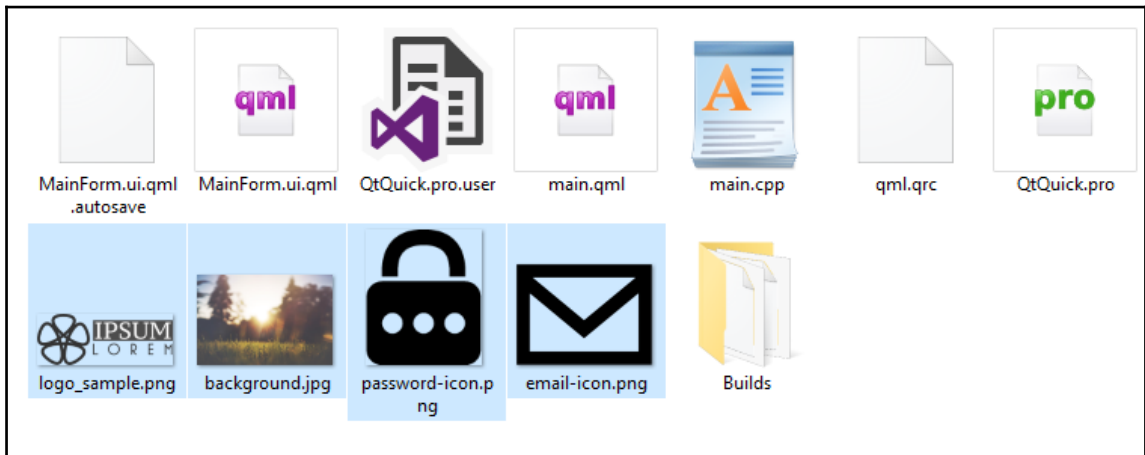 qml
qml
A
pro
MainForm.ui.qml
.autosave
MainForm.ui.qml
QtQuick.pro.user
main.qml
main.cpp
qml.qrc
QtQuick.pro
IPSUM
LOREM
logo_sample.png
background.jpg
password-icon.p
ng
email-icon.png
Builds